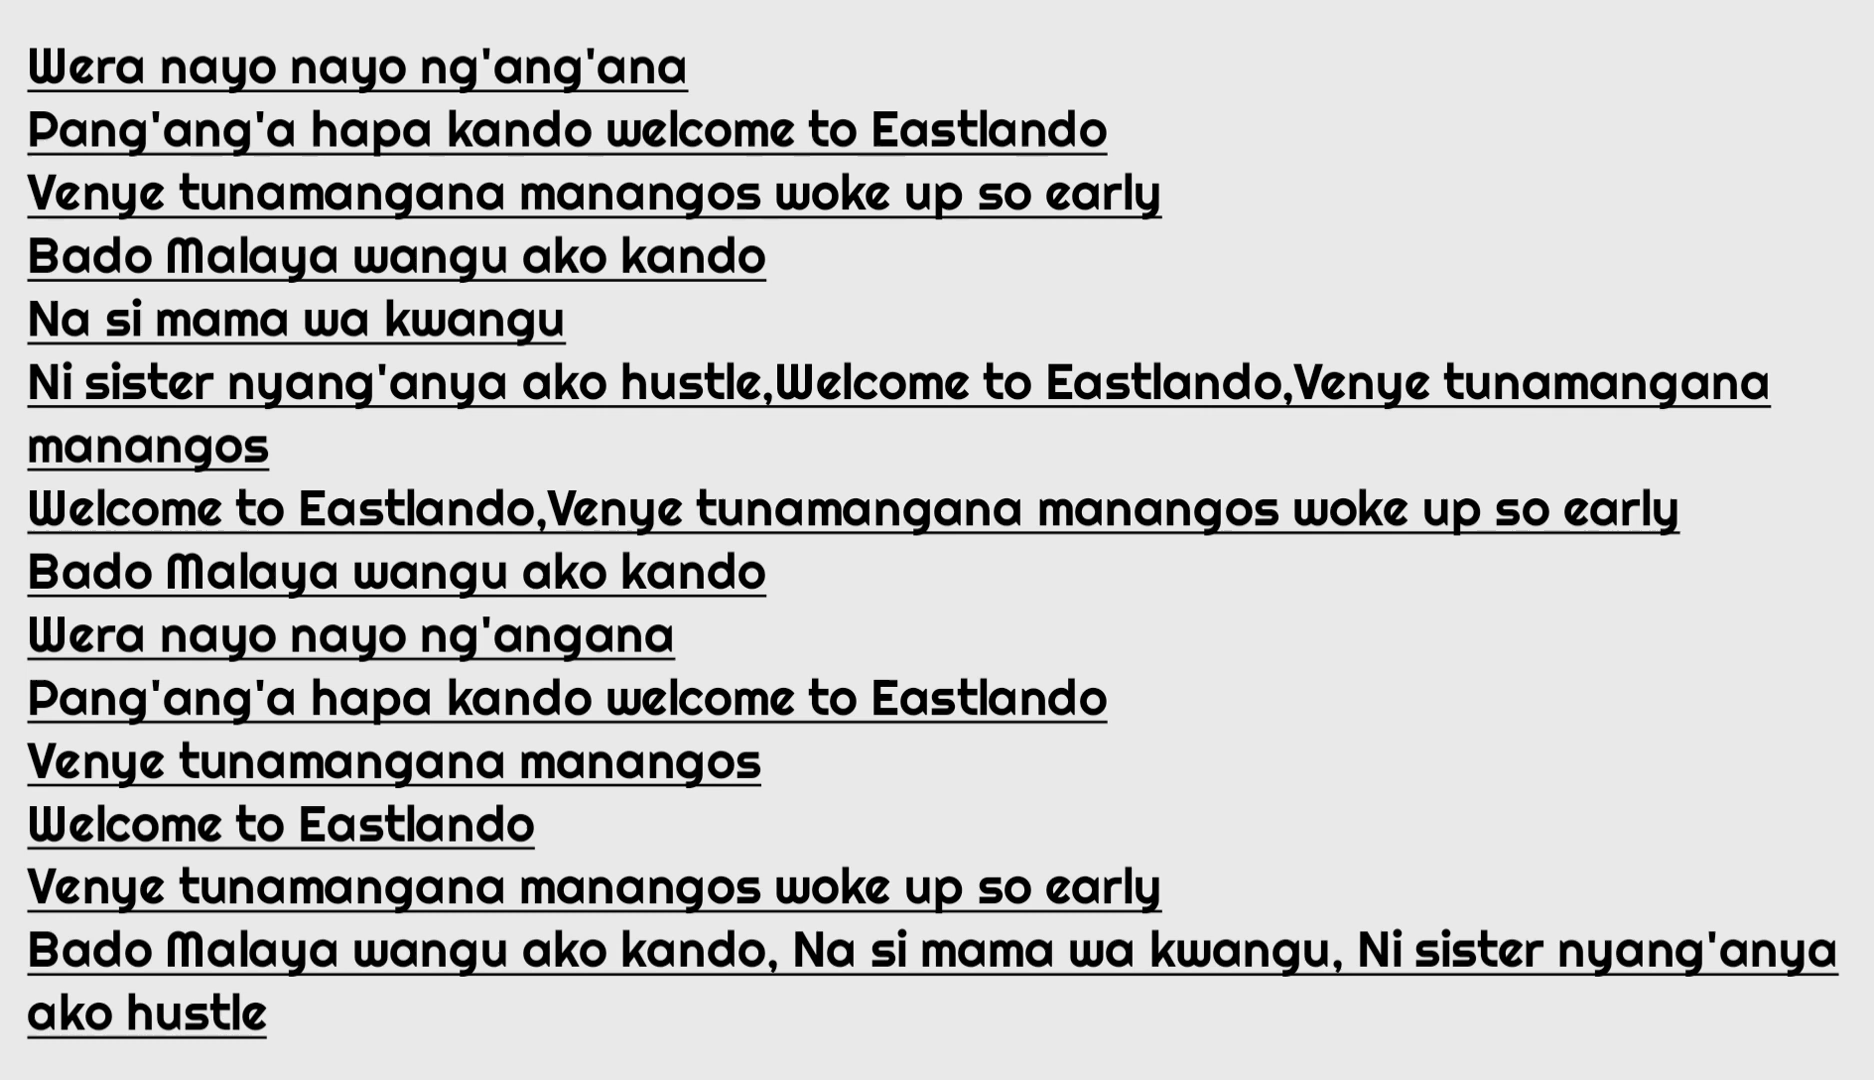 Wera nayo nayo ng'ang'ana
Pang'ang'a hapa kando welcome to Eastlando
Venye tunamangana manangos woke up so early
Bado Malaya wangu ako kando
Na si mama wa kwangu
Ni sister nyang'anya ako hustle,Welcome to Eastlando,Venye tunamangana
manangos
Welcome to Eastlando,Venye tunamangana manangos woke up so early
Bado Malaya wangu ako kando
Wera nayo nayo ng'angana
Pang'ang'a hapa kando welcome to Eastlando
Venye tunamangana manangos
Welcome to Eastlando
Venye tunamangana manangos woke up so early
Bado Malaya wangu ako kando, Na si mama wa kwangu, Ni sister nyang'anya
ako hustle